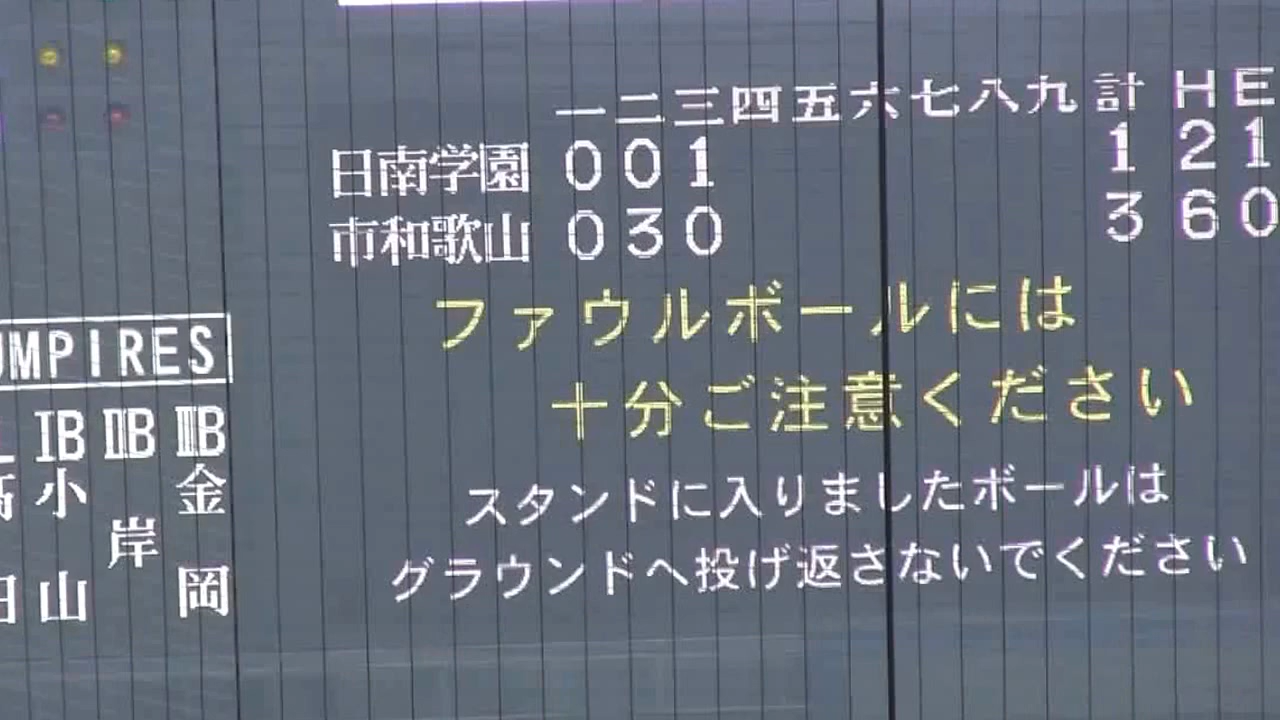 一二三四五六七八九計 H E
日南学園 0 0 1 1 2 1
市和歌山 0 3 0 3 6 0
ファウルボールには
十分ご注意ください
スタンドに入りましたボールは
グラウンドへ投げ返さないでください
UMPIRES
ⅠB ⅡB ⅢB
小山 岸 金岡